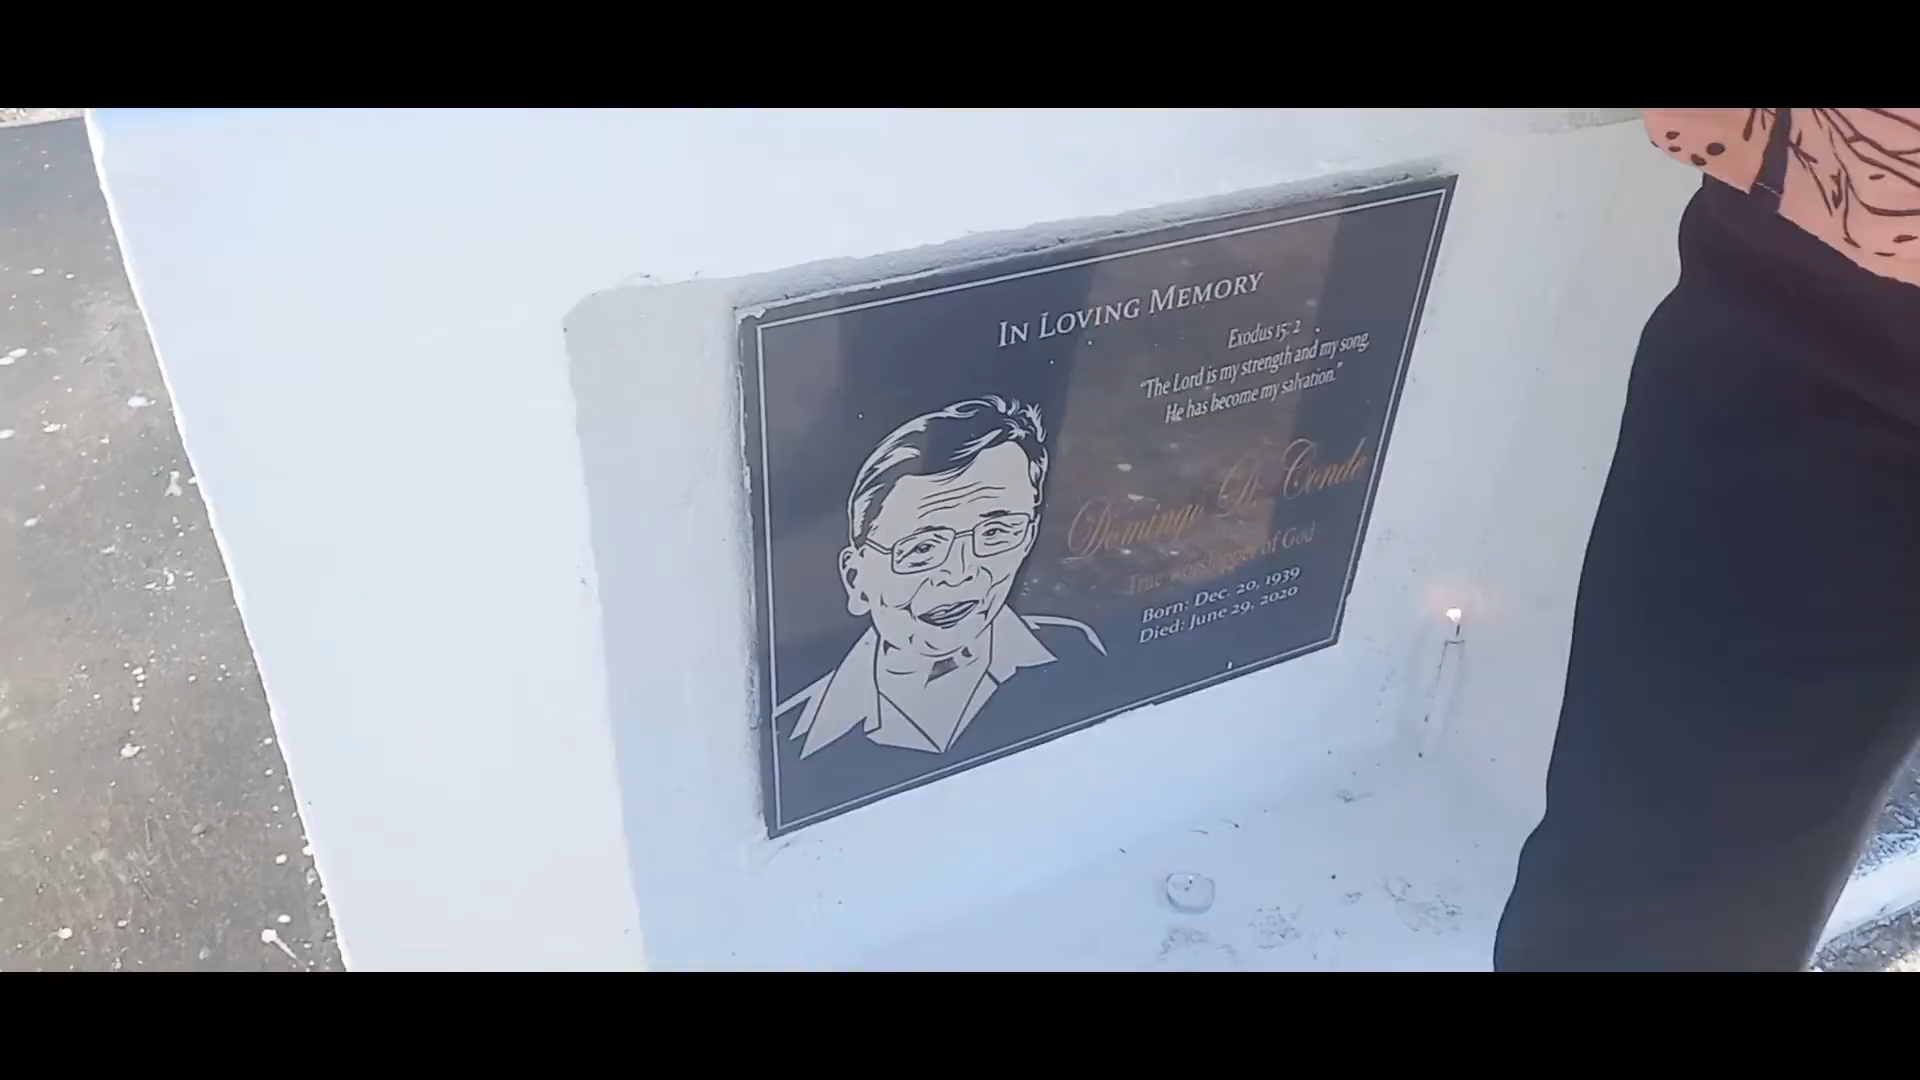 IN LOVING MEMORY
Exodus 15: 2
"The Lord is my strength and my song,
He has become my salvation."
Domingo D. Conde
True worshipper of God
Born: Dec. 20, 1939
Died: June 29, 2020